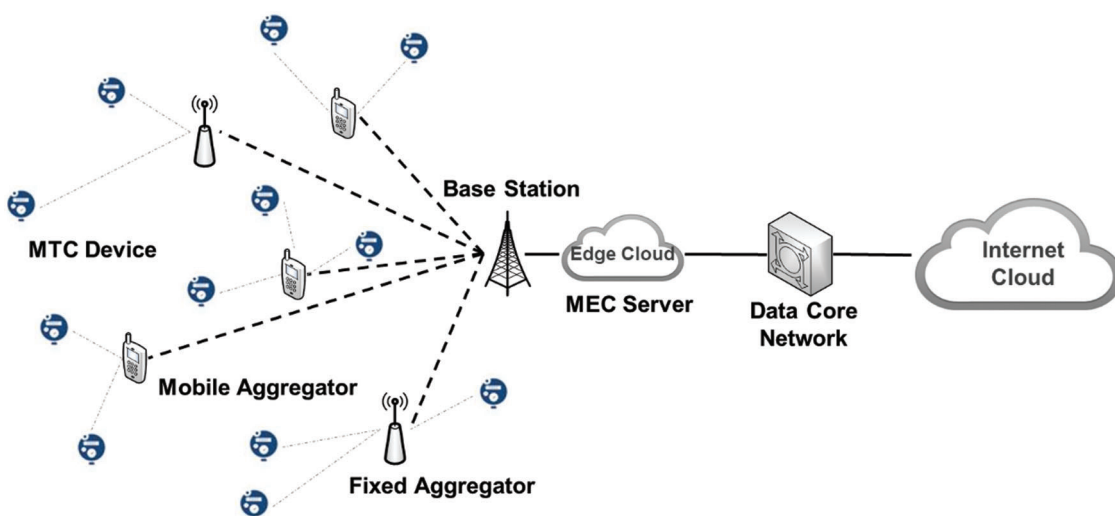 Base Station
MTC Device
Edge Cloud
MEC Server
Data Core
Network
Internet
Cloud
Mobile Aggregator
Fixed Aggregator